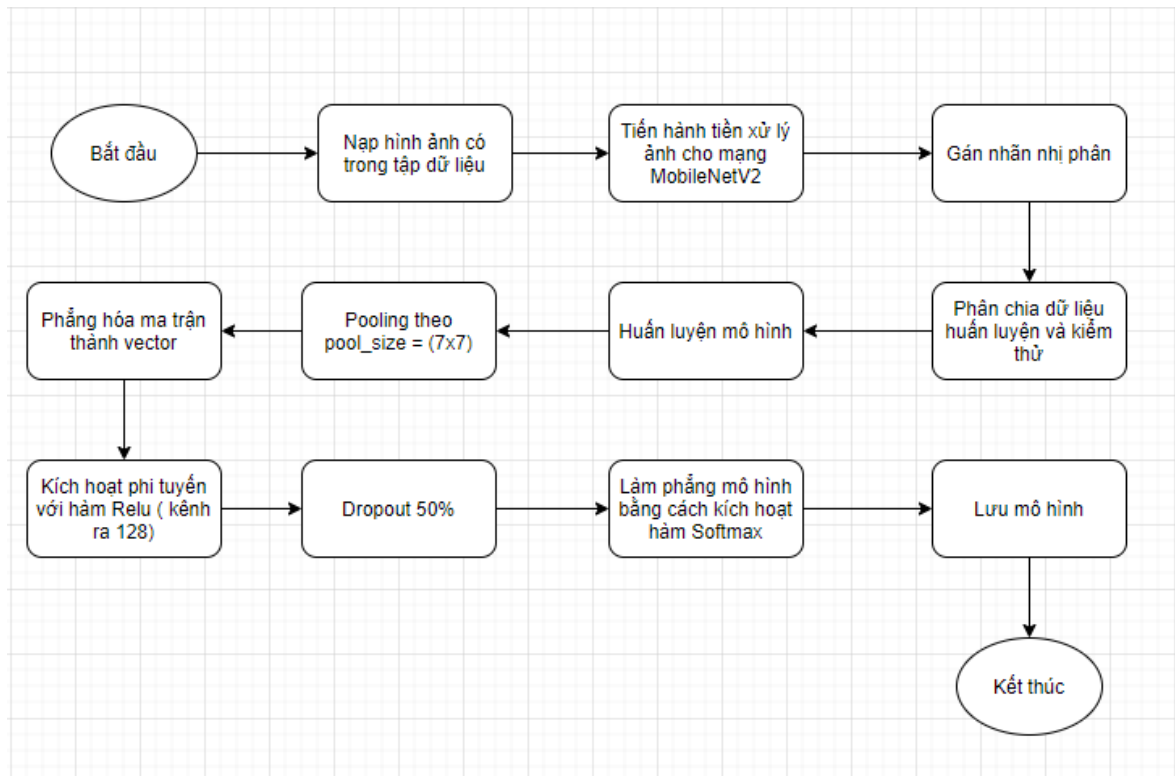 Bắt đầu
Nạp hình ảnh có
trong tập dữ liệu
Tiến hành tiền xử lý
ảnh cho mạng
MobileNetV2
Gán nhãn nhị phân
Phân chia dữ liệu
huấn luyện và kiểm
thử
Huấn luyện mô hình
Pooling theo
pool_size = (7x7)
Phẳng hóa ma trận
thành vector
Kích hoạt phi tuyến
với hàm Relu ( kênh
ra 128)
Dropout 50%
Làm phẳng mô hình
bằng cách kích hoạt
hàm Softmax
Lưu mô hình
Kết thúc